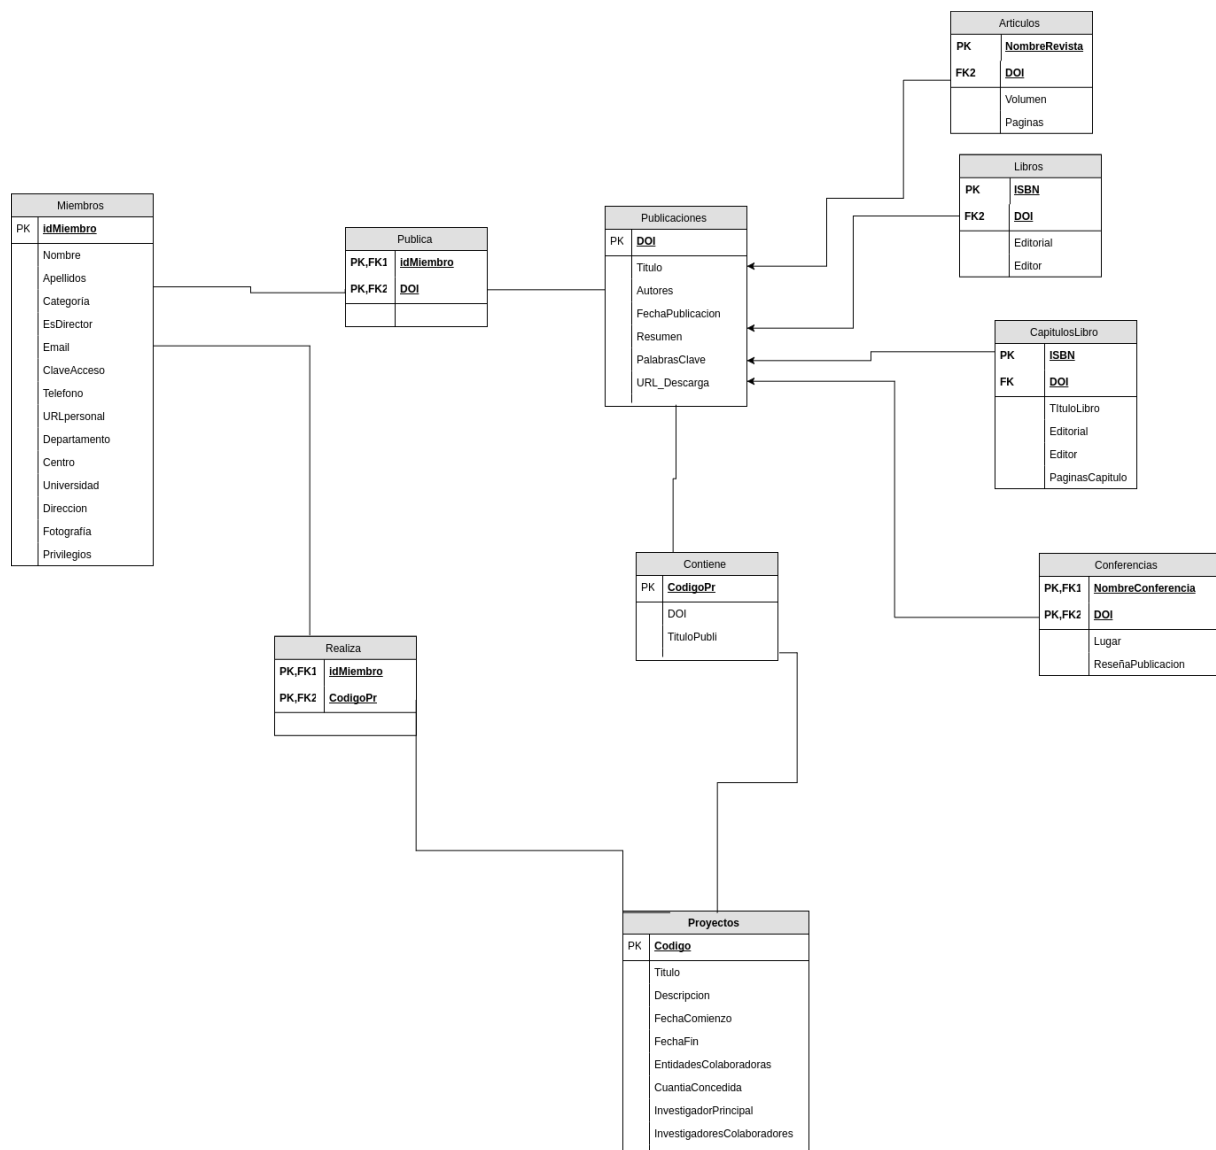 Articulos
PK NombreRevista
FK2 DOI
Volumen
Paginas
Libros
PK ISBN
FK2 DOI
Editorial
Editor
Miembros
PK idMiembro
Nombre
Apellidos
Categoría
EsDirector
Email
ClaveAcceso
Telefono
URLpersonal
Departamento
Centro
Universidad
Direccion
Fotografía
Privilegios
Publica
PK,FK1 idMiembro
PK,FK2 DOI
Publicaciones
PK DOI
Titulo
Autores
FechaPublicacion
Resumen
PalabrasClave
URL_Descarga
CapitulosLibro
PK ISBN
FK DOI
TItuloLibro
Editorial
Editor
PaginasCapitulo
Contiene
PK CodigoPr
DOI
TituloPubli
Conferencias
PK,FK1 NombreConferencia
PK,FK2 DOI
Lugar
ReseñaPublicacion
Realiza
PK,FK1 idMiembro
PK,FK2 CodigoPr
Proyectos
PK Codigo
Titulo
Descripcion
FechaComienzo
FechaFin
EntidadesColaboradoras
CuantiaConcedida
InvestigadorPrincipal
InvestigadoresColaboradores